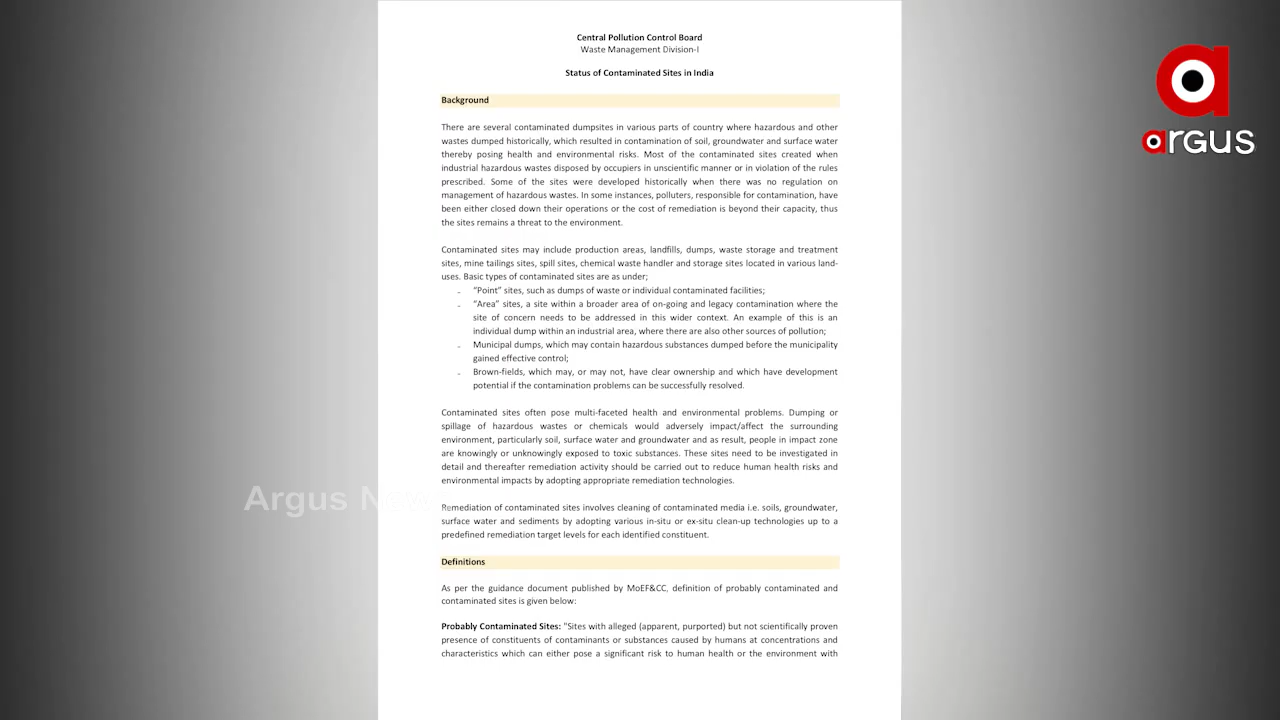 Central Pollution Control Board
Waste Management Division-I
Status of Contaminated Sites in India
argus
Background
There are several contaminated dumpsites in various parts of country where hazardous and other
wastes dumped historically, which resulted in contamination of soil, groundwater and surface water
thereby posing health and environmental risks. Most of the contaminated sites created when
industrial hazardous wastes disposed by occupiers in unscientific manner or in violation of the rules
prescribed. Some of the sites were developed historically when there was no regulation on
management of hazardous wastes. In some instances, polluters, responsible for contamination, have
been either closed down their operations or the cost of remediation is beyond their capacity, thus
the sites remains a threat to the environment.
Contaminated sites may include production areas, landfills, dumps, waste storage and treatment
sites, mine tailings sites, spill sites, chemical waste handler and storage sites located in various land-
uses. Basic types of contaminated sites are as under;
- “Point” sites, such as dumps of waste or individual contaminated facilities;
- “Area” sites, a site within a broader area of on-going and legacy contamination where the
site of concern needs to be addressed in this wider context. An example of this is an
individual dump within an industrial area, where there are also other sources of pollution;
- Municipal dumps, which may contain hazardous substances dumped before the municipality
gained effective control;
- Brown-fields, which may, or may not, have clear ownership and which have development
potential if the contamination problems can be successfully resolved.
Contaminated sites often pose multi-faceted health and environmental problems. Dumping or
spillage of hazardous wastes or chemicals would adversely impact/affect the surrounding
environment, particularly soil, surface water and groundwater and as result, people in impact zone
are knowingly or unknowingly exposed to toxic substances. These sites need to be investigated in
detail and thereafter remediation activity should be carried out to reduce human health risks and
environmental impacts by adopting appropriate remediation technologies.
Argus News
Remediation of contaminated sites involves cleaning of contaminated media i.e. soils, groundwater,
surface water and sediments by adopting various in-situ or ex-situ clean-up technologies up to a
predefined remediation target levels for each identified constituent.
Definitions
As per the guidance document published by MoEF&CC, definition of probably contaminated and
contaminated sites is given below:
Probably Contaminated Sites: "Sites with alleged (apparent, purported) but not scientifically proven
presence of constituents of contaminants or substances caused by humans at concentrations and
characteristics which can either pose a significant risk to human health or the environment with